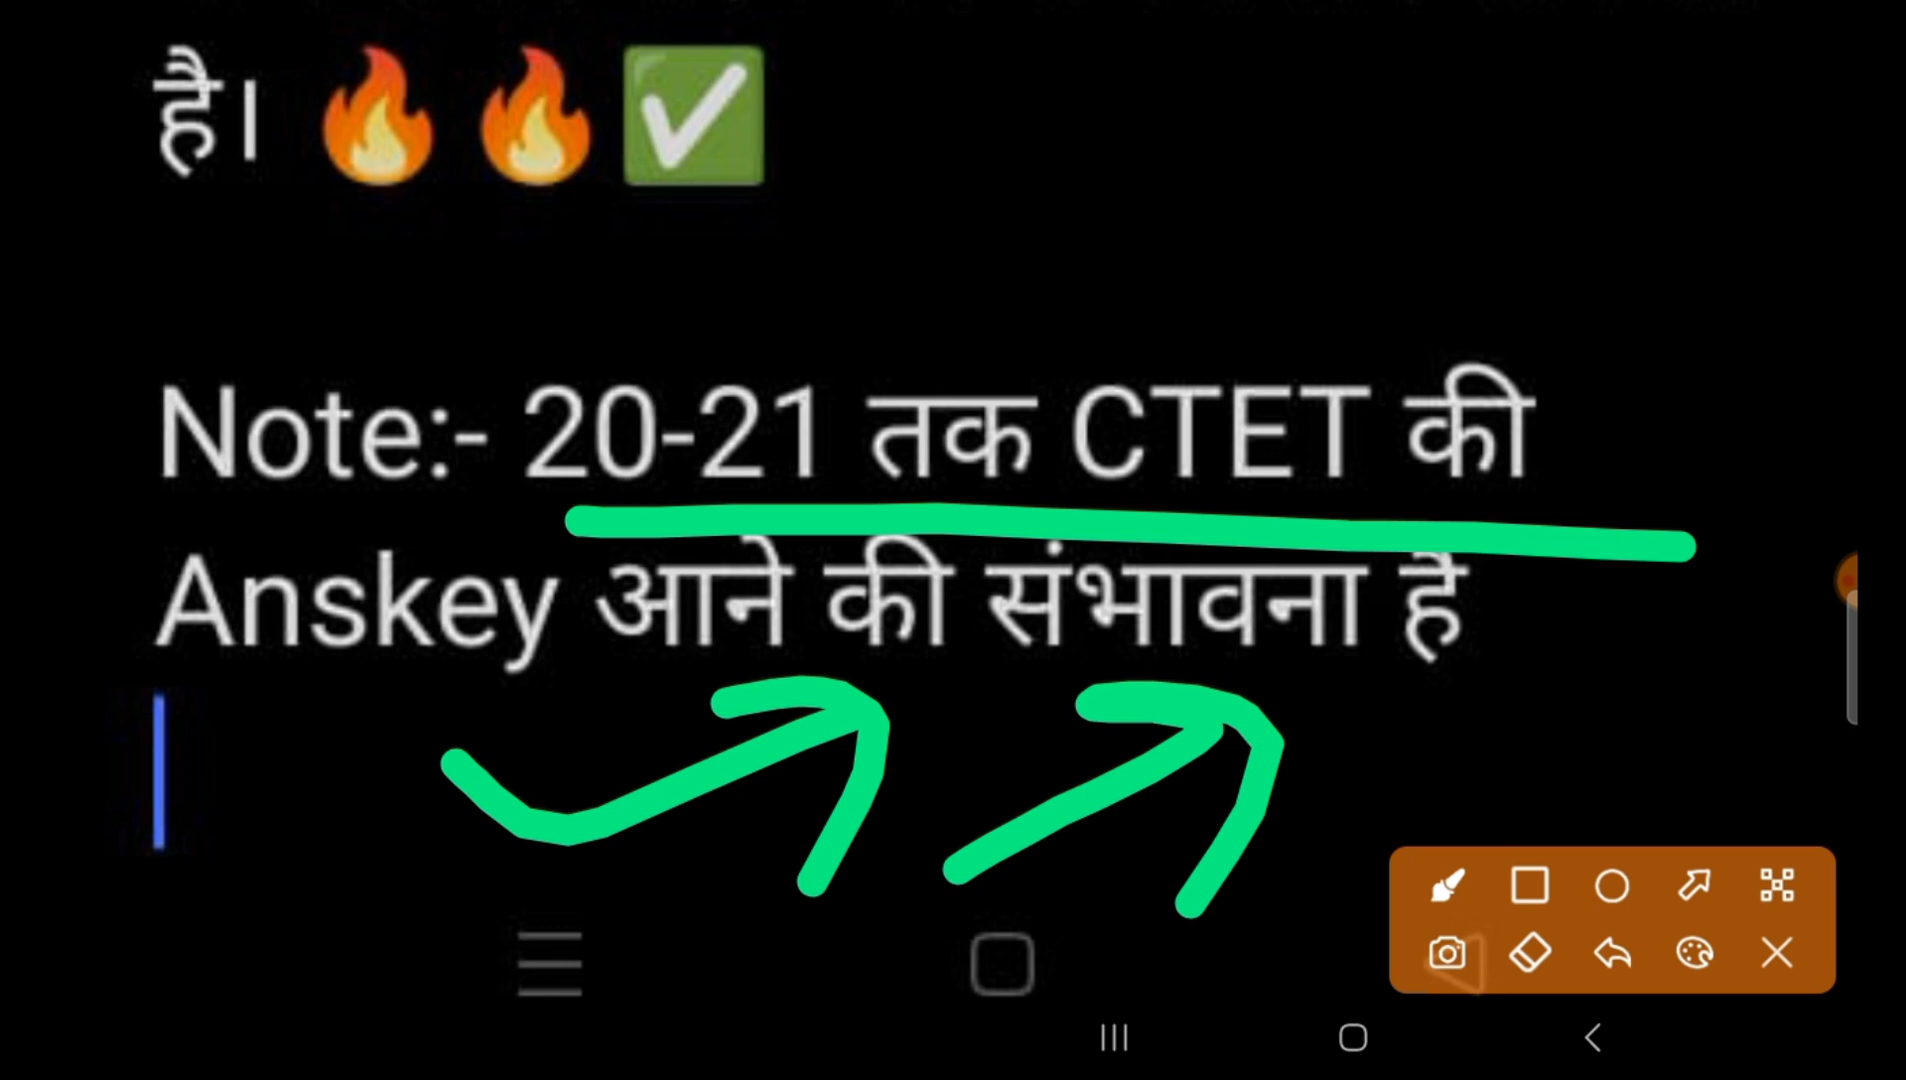 है। 🔥 🔥 ✅
Note:- 20-21 तक CTET की
Anskey आने की संभावना है